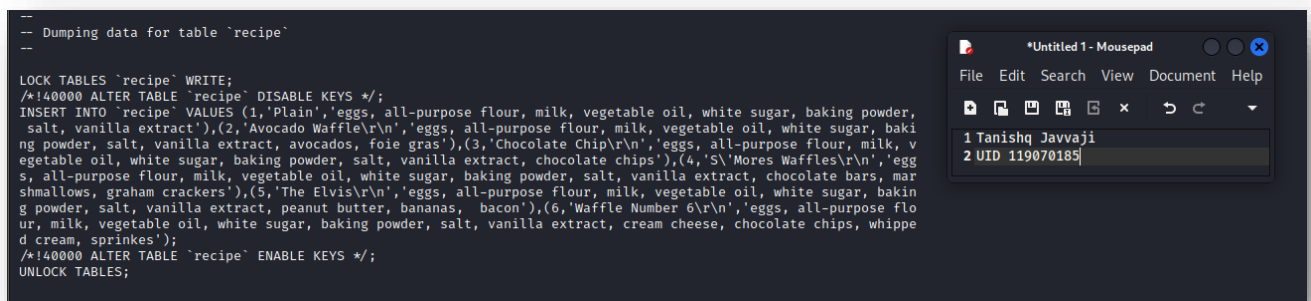 --
-- Dumping data for table `recipe`
--
LOCK TABLES `recipe` WRITE;
/*!40000 ALTER TABLE `recipe` DISABLE KEYS */;
INSERT INTO `recipe` VALUES (1,'Plain','eggs, all-purpose flour, milk, vegetable oil, white sugar, baking powder,
 salt, vanilla extract'),(2,'Avocado Waffle\r\n','eggs, all-purpose flour, milk, vegetable oil, white sugar, baki
ng powder, salt, vanilla extract, avocados, foie gras'),(3,'Chocolate Chip\r\n','eggs, all-purpose flour, milk, v
egetable oil, white sugar, baking powder, salt, vanilla extract, chocolate chips'),(4,'S\'Mores Waffles\r\n','egg
s, all-purpose flour, milk, vegetable oil, white sugar, baking powder, salt, vanilla extract, chocolate bars, mar
shmallows, graham crackers'),(5,'The Elvis\r\n','eggs, all-purpose flour, milk, vegetable oil, white sugar, bakin
g powder, salt, vanilla extract, peanut butter, bananas,  bacon'),(6,'Waffle Number 6\r\n','eggs, all-purpose flo
ur, milk, vegetable oil, white sugar, baking powder, salt, vanilla extract, cream cheese, chocolate chips, whippe
d cream, sprinkes');
/*!40000 ALTER TABLE `recipe` ENABLE KEYS */;
UNLOCK TABLES;
*Untitled 1 - Mousepad
File Edit Search View Document Help
1 Tanishq Javvaji
2 UID 119070185